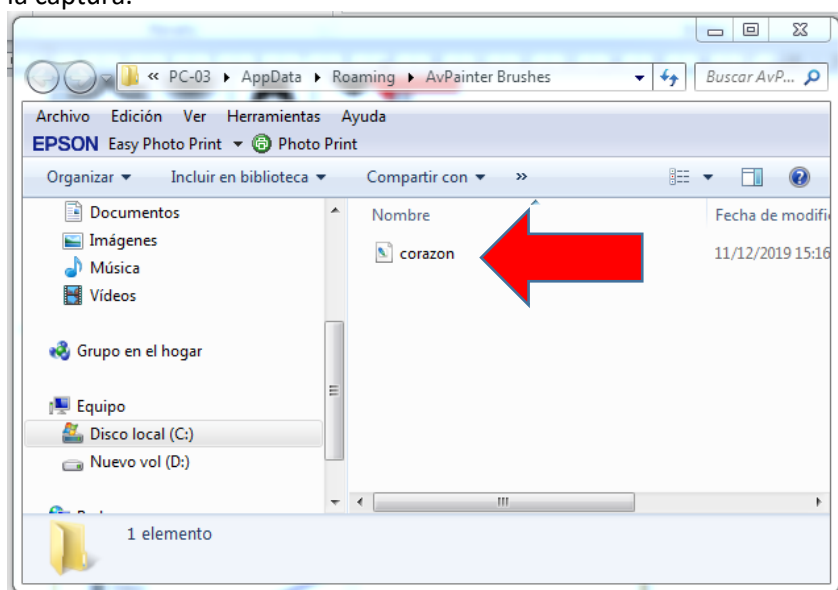 la captura.
« PC-03 ▸ AppData ▸ Roaming ▸ AvPainter Brushes
Buscar AvP...
Archivo Edición Ver Herramientas Ayuda
EPSON Easy Photo Print Photo Print
Organizar Incluir en biblioteca Compartir con »
Documentos
Imágenes
Música
Vídeos
Grupo en el hogar
Equipo
Disco local (C:)
Nuevo vol (D:)
Nombre Fecha de modifi
corazon 11/12/2019 15:16
1 elemento